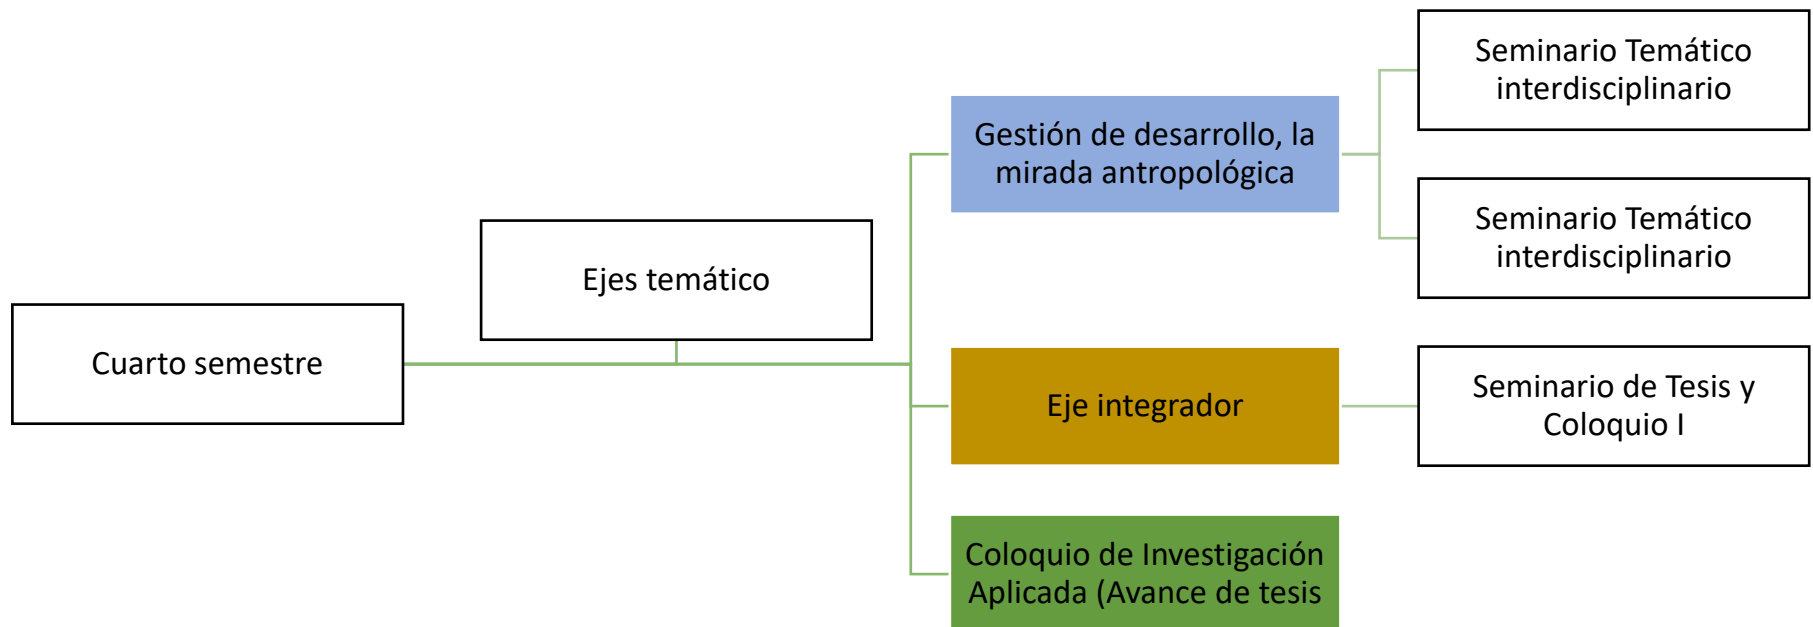 Cuarto semestre
Ejes temático
Gestión de desarrollo, la
mirada antropológica
Seminario Temático
interdisciplinario
Seminario Temático
interdisciplinario
Eje integrador
Seminario de Tesis y
Coloquio I
Coloquio de Investigación
Aplicada (Avance de tesis